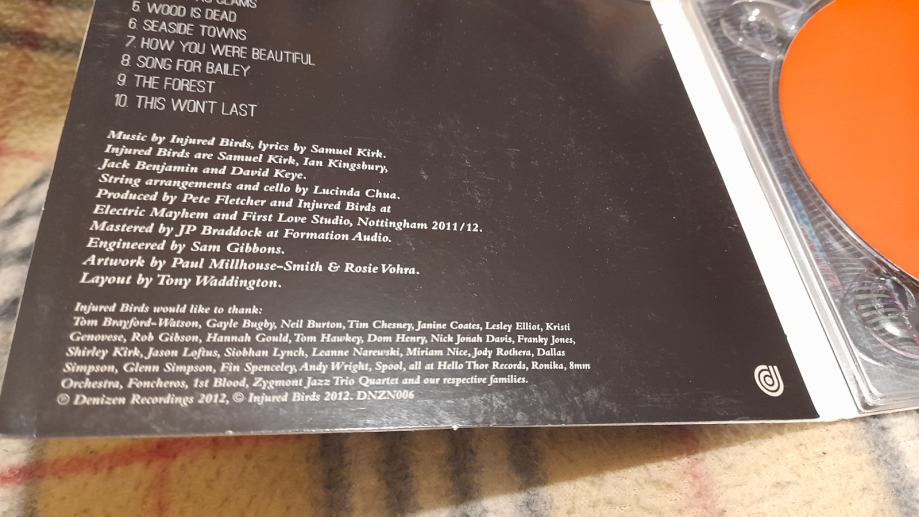 5. WOOD IS DEAD
6. SEASIDE TOWNS
7. HOW YOU WERE BEAUTIFUL
8. SONG FOR BAILEY
9. THE FOREST
10. THIS WON'T LAST
Music by Injured Birds, lyrics by Samuel Kirk.
Injured Birds are Samuel Kirk, Ian Kingsbury,
Jack Benjamin and David Keye.
String arrangements and cello by Lucinda Chua.
Produced by Pete Fletcher and Injured Birds at
Electric Mayhem and First Love Studio, Nottingham 2011/12.
Mastered by JP Braddock at Formation Audio.
Engineered by Sam Gibbons.
Artwork by Paul Millhouse-Smith & Rosie Vohra.
Layout by Tony Waddington.
Injured Birds would like to thank:
Tom Brayford-Watson, Gayle Bugby, Neil Burton, Tim Chesney, Janine Coates, Lesley Elliot, Kristi
Genovese, Rob Gibson, Hannah Gould, Tom Hawkey, Dom Henry, Nick Jonah Davis, Franky Jones,
Shirley Kirk, Jason Loftus, Siobhan Lynch, Leanne Narewski, Miriam Nice, Jody Rothera, Dallas
Simpson, Glenn Simpson, Fin Spenceley, Andy Wright, Spool, all at Hello Thor Records, Ronika, 8mm
Orchestra, Foncheros, 1st Blood, Zygmont Jazz Trio Quartet and our respective families.
℗ Denizen Recordings 2012, © Injured Birds 2012. DNZN006